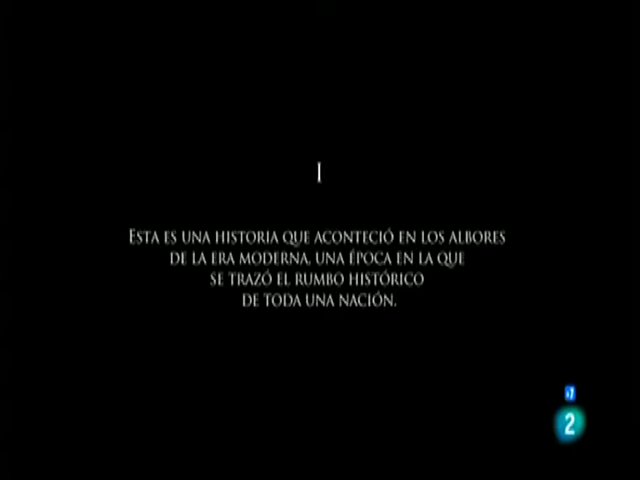 I
ESTA ES UNA HISTORIA QUE ACONTECIÓ EN LOS ALBORES
DE LA ERA MODERNA, UNA ÉPOCA EN LA QUE
SE TRAZÓ EL RUMBO HISTÓRICO
DE TODA UNA NACIÓN.
7
2